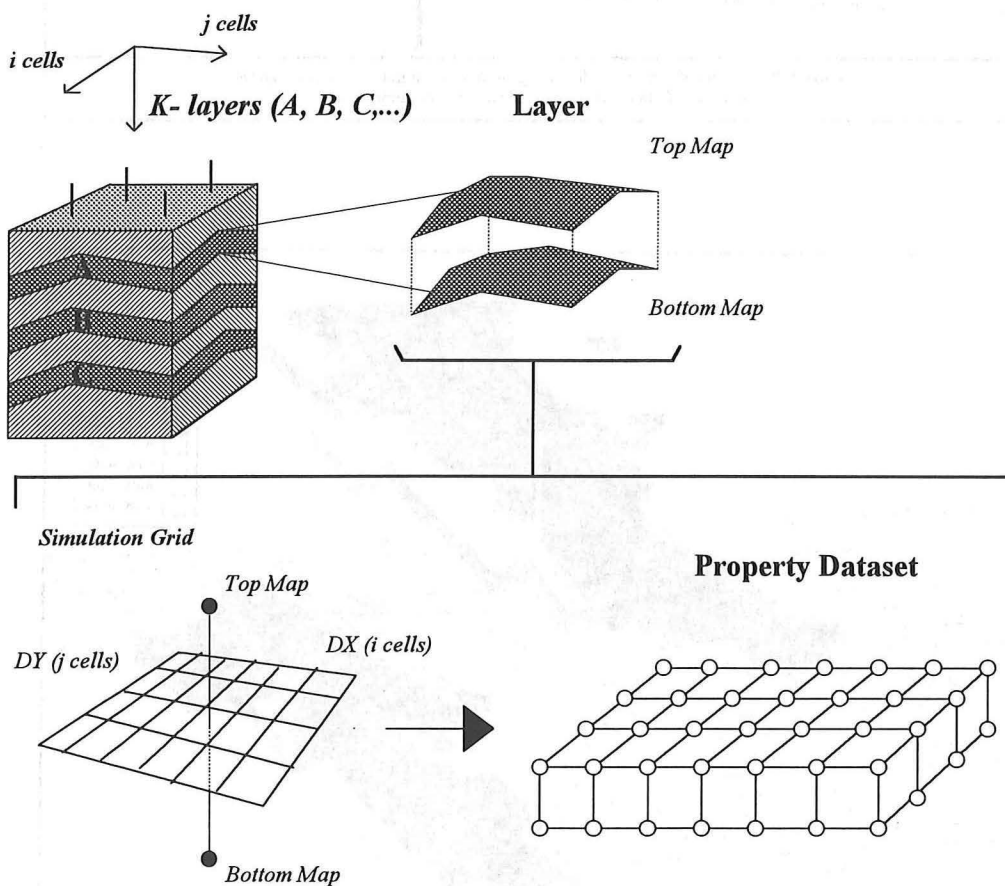 j cells
i cells
K- layers (A, B, C,...)
Layer
Top Map
A
B
C
Bottom Map
Simulation Grid
Property Dataset
Top Map
DY (j cells)
DX (i cells)
Bottom Map